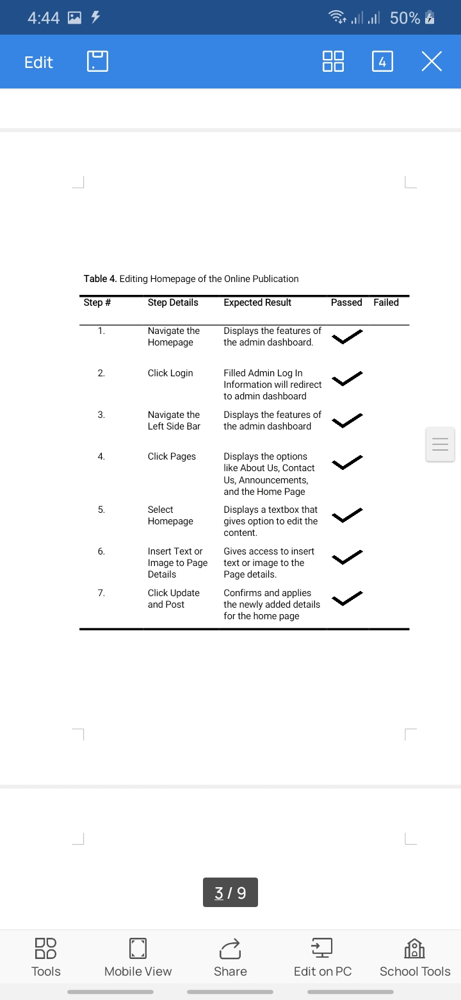 4:44 50%
Edit 4
Table 4. Editing Homepage of the Online Publication
Step # Step Details Expected Result Passed Failed
1. Navigate the Displays the features of
Homepage the admin dashboard.
2. Click Login Filled Admin Log In
Information will redirect
to admin dashboard
3. Navigate the Displays the features of
Left Side Bar the admin dashboard
4. Click Pages Displays the options
like About Us, Contact
Us, Announcements,
and the Home Page
5. Select Displays a textbox that
Homepage gives option to edit the
content.
6. Insert Text or Gives access to insert
Image to Page text or image to the
Details Page details.
7. Click Update Confirms and applies
and Post the newly added details
for the home page
3 / 9
Tools Mobile View Share Edit on PC School Tools